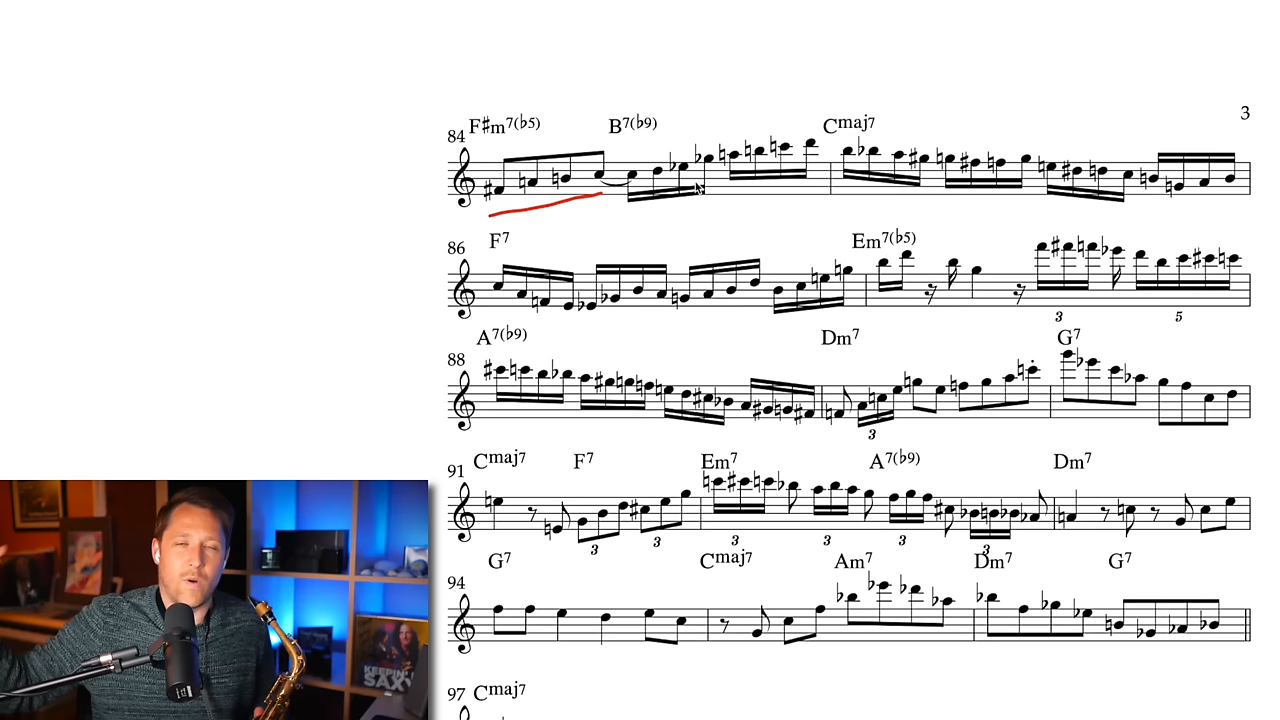 3
84 F♯m7(♭5) B7(♭9) Cmaj7
86 F7 Em7(♭5)
3 5
88 A7(♭9) Dm7 G7
3
91 Cmaj7 F7 Em7 A7(♭9) Dm7
3 3 3 3 3 3
94 G7 Cmaj7 Am7 Dm7 G7
97 Cmaj7
KEEPIN'
SAXY